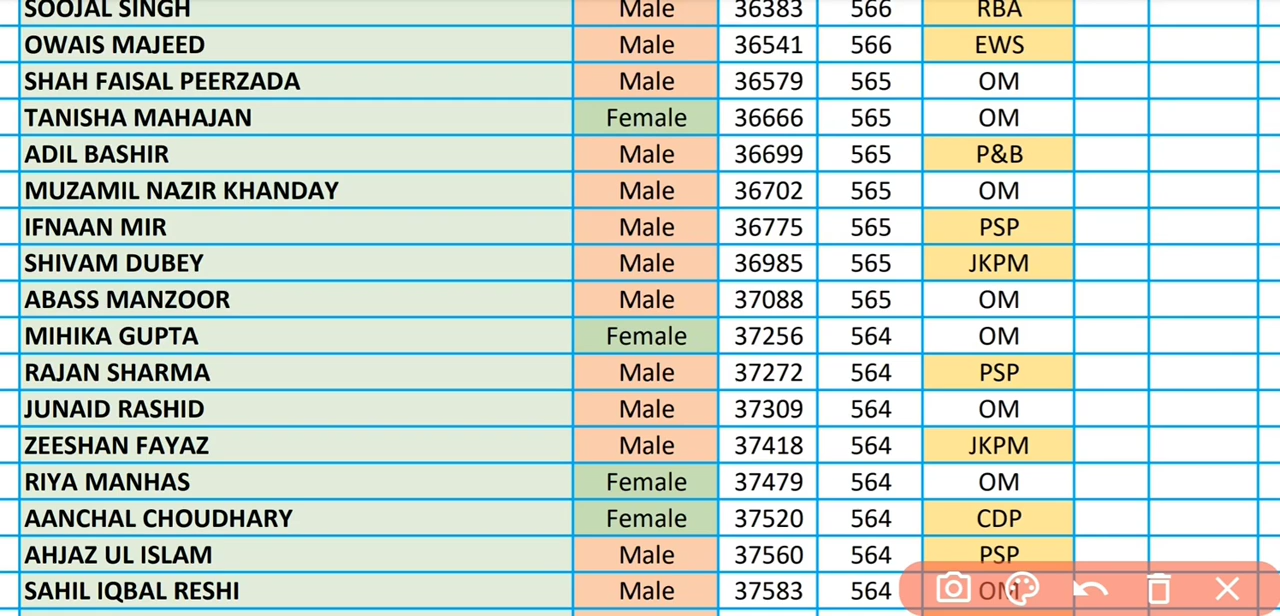 SOOJAL SINGH Male 36383 566 RBA
OWAIS MAJEED Male 36541 566 EWS
SHAH FAISAL PEERZADA Male 36579 565 OM
TANISHA MAHAJAN Female 36666 565 OM
ADIL BASHIR Male 36699 565 P&B
MUZAMIL NAZIR KHANDAY Male 36702 565 OM
IFNAAN MIR Male 36775 565 PSP
SHIVAM DUBEY Male 36985 565 JKPM
ABASS MANZOOR Male 37088 565 OM
MIHIKA GUPTA Female 37256 564 OM
RAJAN SHARMA Male 37272 564 PSP
JUNAID RASHID Male 37309 564 OM
ZEESHAN FAYAZ Male 37418 564 JKPM
RIYA MANHAS Female 37479 564 OM
AANCHAL CHOUDHARY Female 37520 564 CDP
AHJAZ UL ISLAM Male 37560 564 PSP
SAHIL IQBAL RESHI Male 37583 564 OM